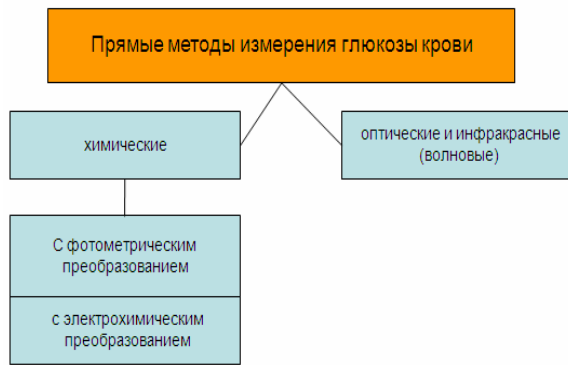 Прямые методы измерения глюкозы крови
химические
оптические и инфракрасные
(волновые)
С фотометрическим
преобразованием
с электрохимическим
преобразованием